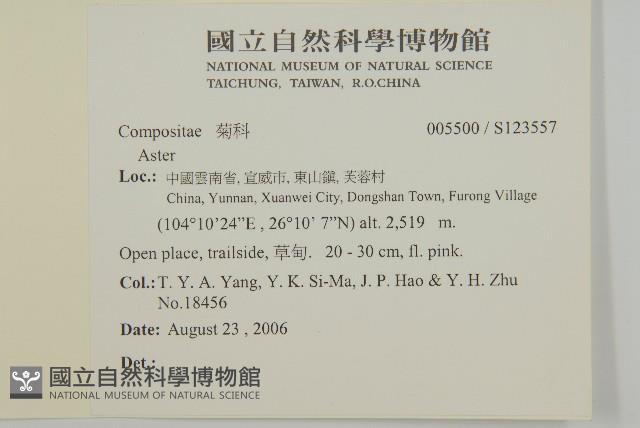 國立自然科學博物館
NATIONAL MUSEUM OF NATURAL SCIENCE
TAICHUNG, TAIWAN, R.O.CHINA
Compositae 菊科 005500 / S123557
Aster
Loc.: 中國雲南省, 宣威市, 東山鎮, 芙蓉村
China, Yunnan, Xuanwei City, Dongshan Town, Furong Village
(104°10'24”E , 26°10' 7”N) alt. 2,519 m.
Open place, trailside, 草甸. 20 - 30 cm, fl. pink.
Col.: T. Y. A. Yang, Y. K. Si-Ma, J. P. Hao & Y. H. Zhu
No.18456
Date: August 23 , 2006
Det.:
國立自然科學博物館
NATIONAL MUSEUM OF NATURAL SCIENCE